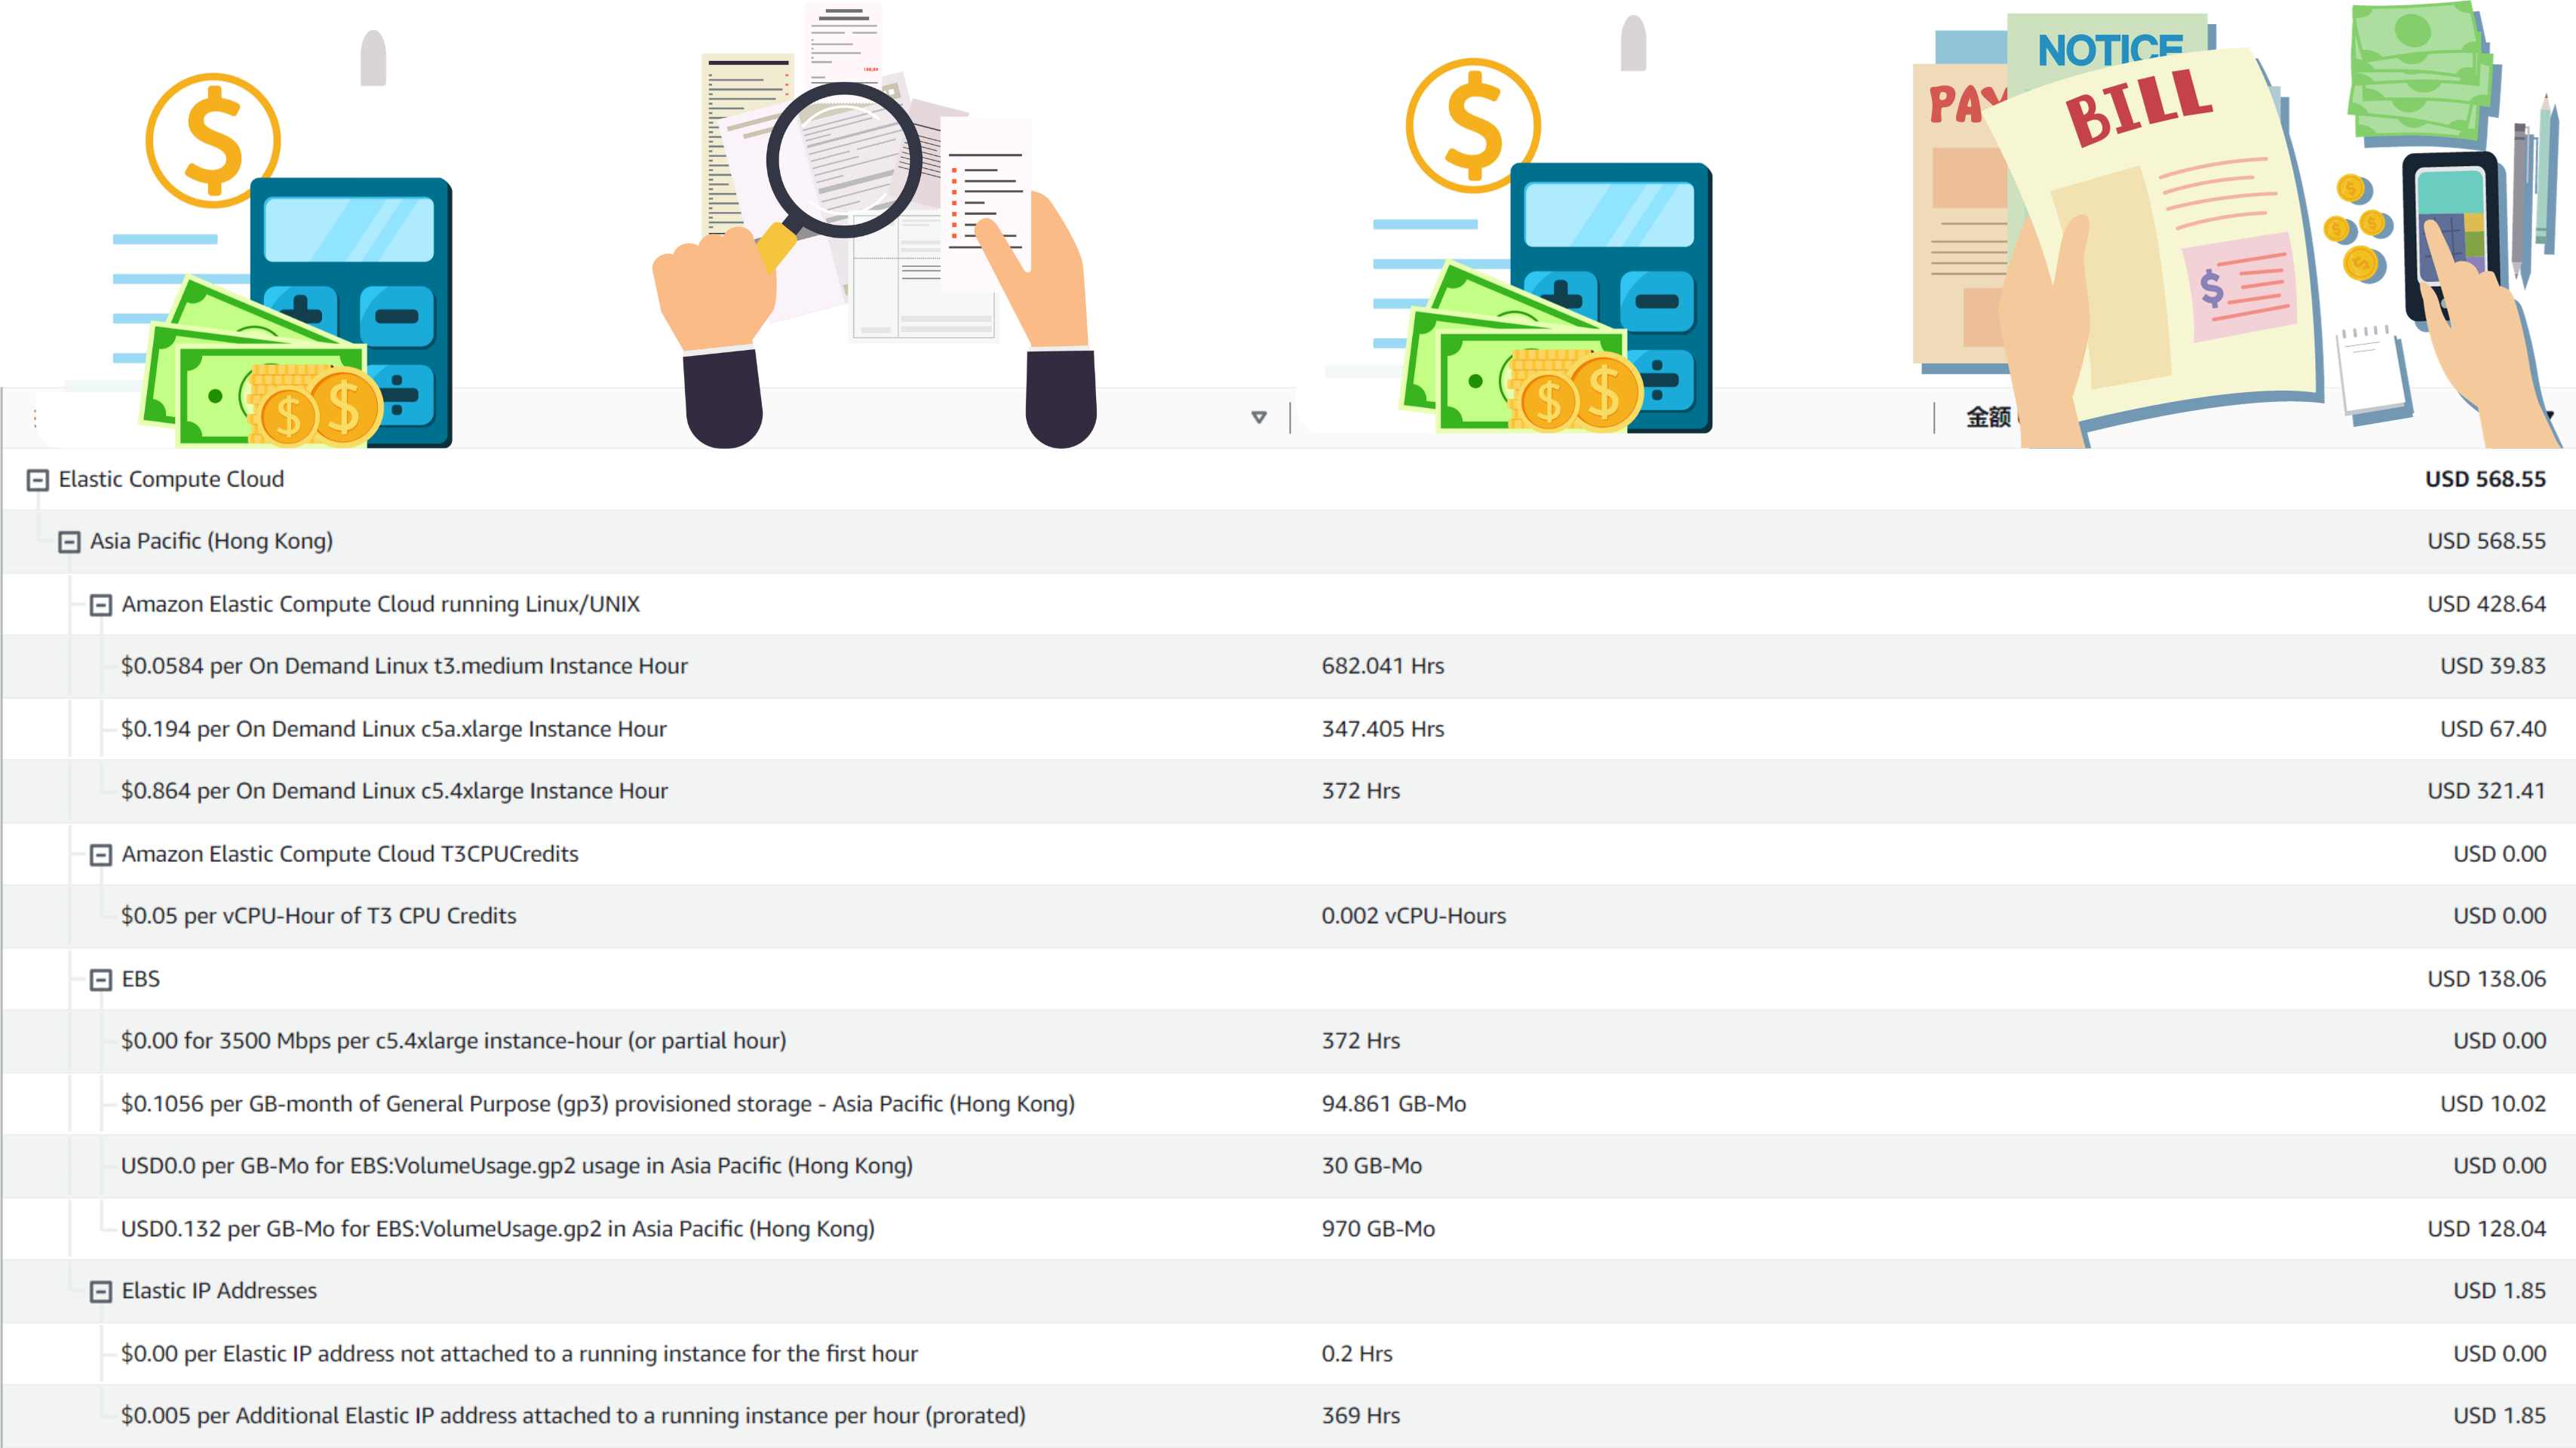 NOTICE
PAY
BILL
$
$
$
$
金额
Elastic Compute Cloud USD 568.55
Asia Pacific (Hong Kong) USD 568.55
Amazon Elastic Compute Cloud running Linux/UNIX USD 428.64
$0.0584 per On Demand Linux t3.medium Instance Hour 682.041 Hrs USD 39.83
$0.194 per On Demand Linux c5a.xlarge Instance Hour 347.405 Hrs USD 67.40
$0.864 per On Demand Linux c5.4xlarge Instance Hour 372 Hrs USD 321.41
Amazon Elastic Compute Cloud T3CPUCredits USD 0.00
$0.05 per vCPU-Hour of T3 CPU Credits 0.002 vCPU-Hours USD 0.00
EBS USD 138.06
$0.00 for 3500 Mbps per c5.4xlarge instance-hour (or partial hour) 372 Hrs USD 0.00
$0.1056 per GB-month of General Purpose (gp3) provisioned storage - Asia Pacific (Hong Kong) 94.861 GB-Mo USD 10.02
USD0.0 per GB-Mo for EBS:VolumeUsage.gp2 usage in Asia Pacific (Hong Kong) 30 GB-Mo USD 0.00
USD0.132 per GB-Mo for EBS:VolumeUsage.gp2 in Asia Pacific (Hong Kong) 970 GB-Mo USD 128.04
Elastic IP Addresses USD 1.85
$0.00 per Elastic IP address not attached to a running instance for the first hour 0.2 Hrs USD 0.00
$0.005 per Additional Elastic IP address attached to a running instance per hour (prorated) 369 Hrs USD 1.85